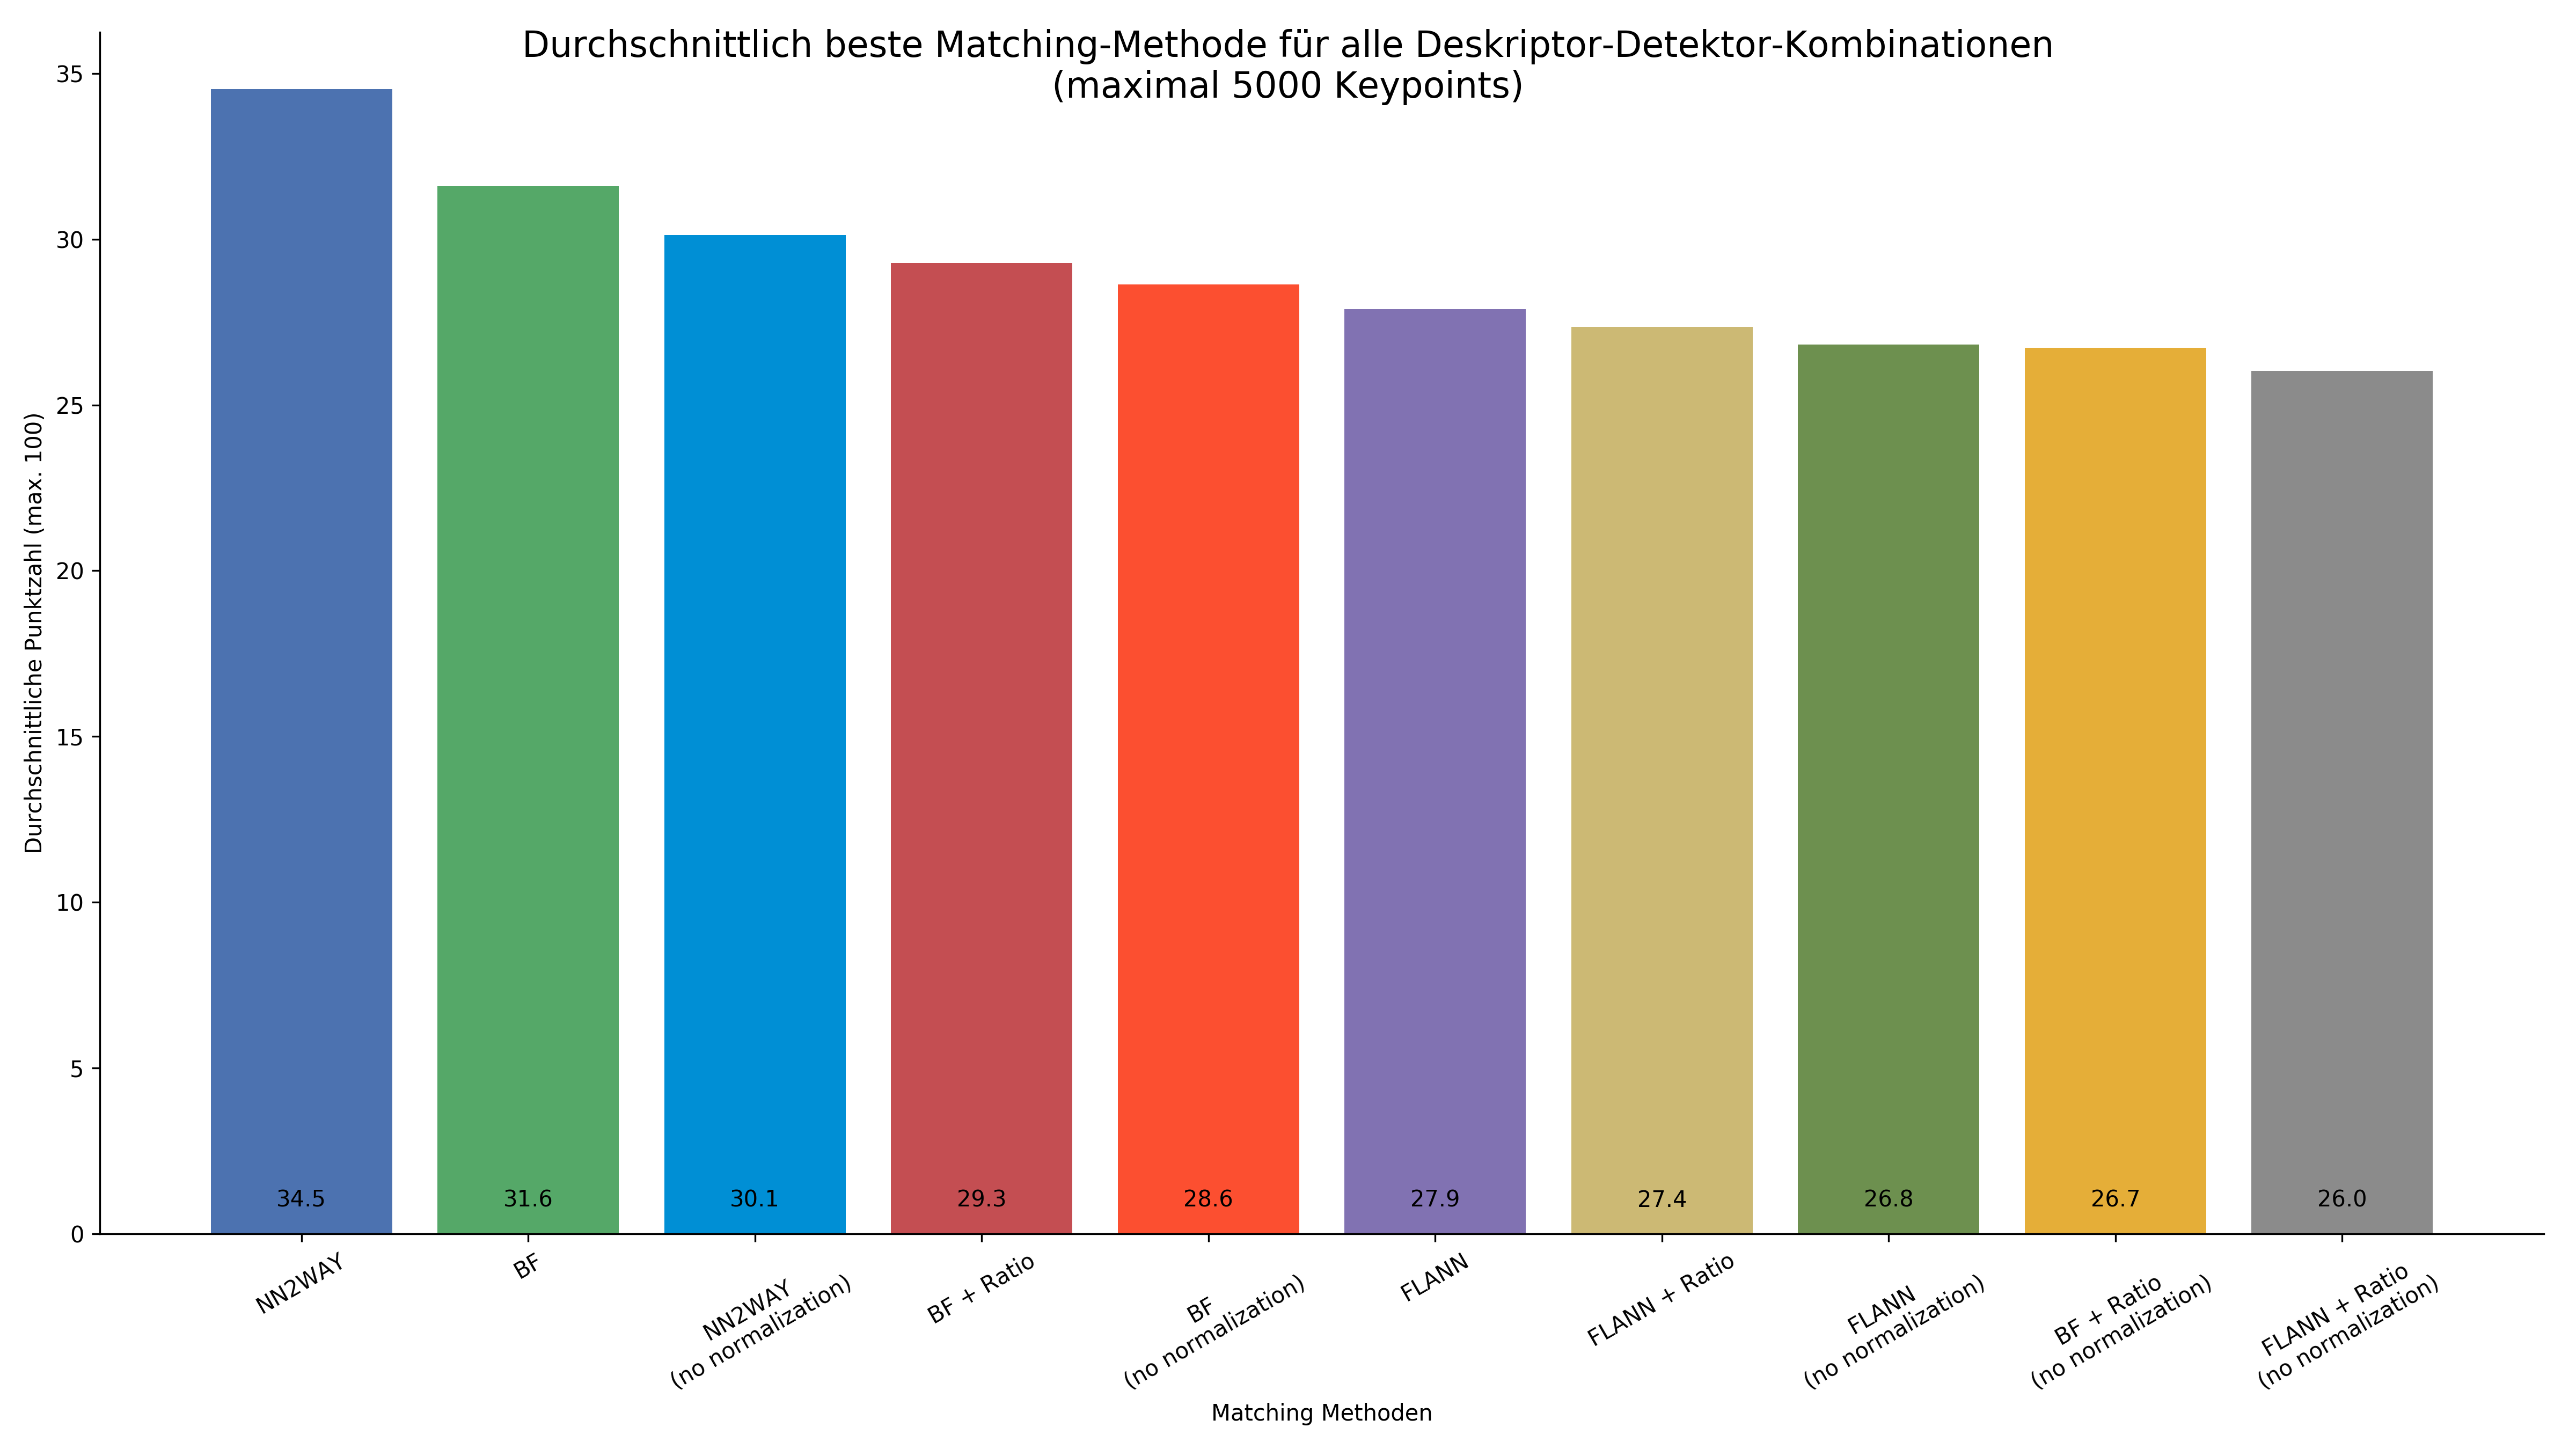 Durchschnittlich beste Matching-Methode für alle Deskriptor-Detektor-Kombinationen
(maximal 5000 Keypoints)
Durchschnittliche Punktzahl (max. 100)
35
30
25
20
15
10
5
0
34.5
31.6
30.1
29.3
28.6
27.9
27.4
26.8
26.7
26.0
NN2WAY
BF
NN2WAY
(no normalization)
BF + Ratio
BF
(no normalization)
FLANN
FLANN + Ratio
FLANN
(no normalization)
BF + Ratio
(no normalization)
FLANN + Ratio
(no normalization)
Matching Methoden